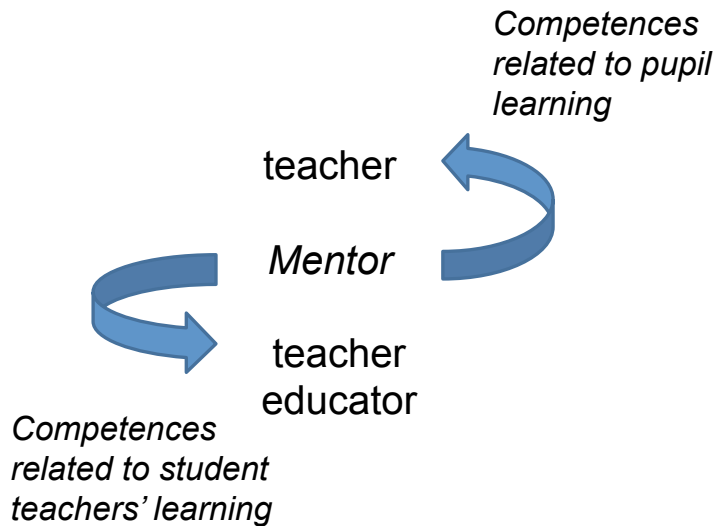 Competences
related to pupil
learning
teacher
Mentor
teacher
educator
Competences
related to student
teachers’ learning